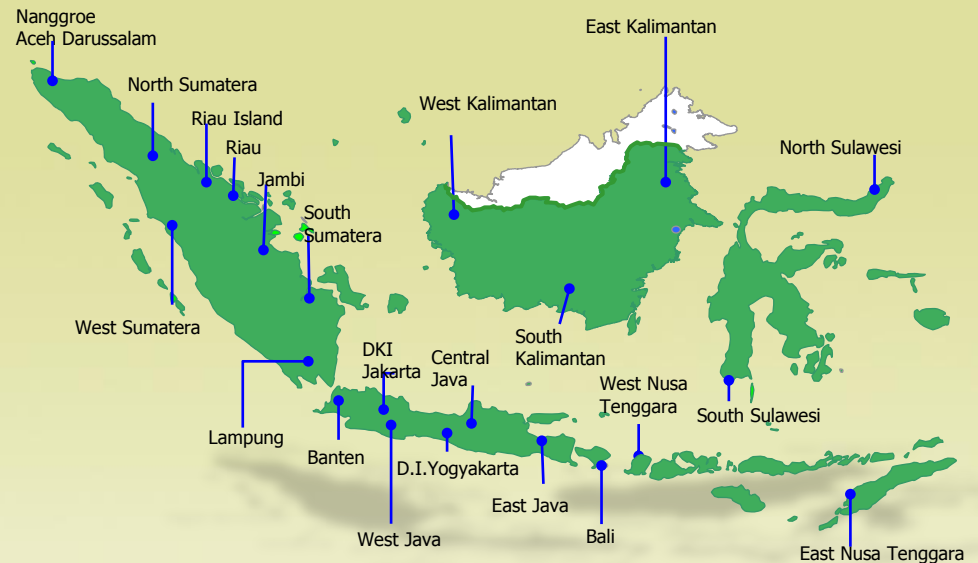 Nanggroe
Aceh Darussalam
East Kalimantan
North Sumatera
West Kalimantan
Riau Island
Riau
North Sulawesi
Jambi
South
Sumatera
West Sumatera
South
Kalimantan
DKI
Jakarta
Central
Java
West Nusa
Tenggara
South Sulawesi
Lampung
Banten
D.I.Yogyakarta
East Java
West Java
Bali
East Nusa Tenggara